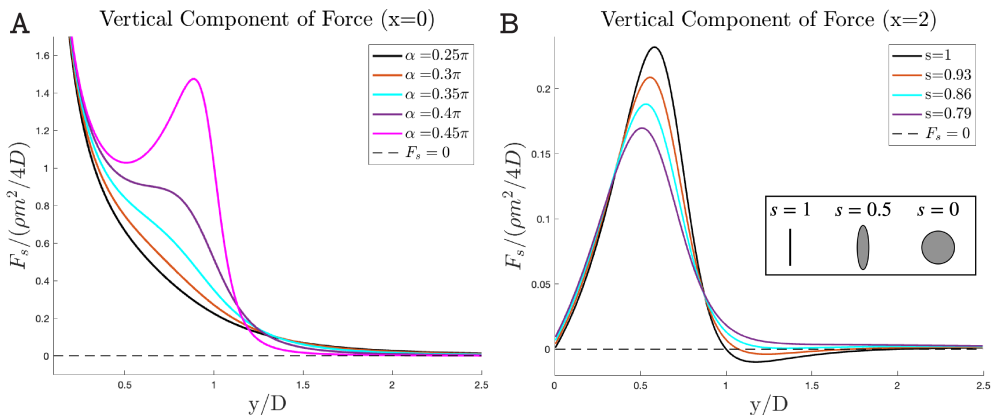 A
Vertical Component of Force (x=0)
F_s/(ρm²/4D)
1.6
1.4
1.2
1
0.8
0.6
0.4
0.2
0
0.5
1
1.5
2
2.5
y/D
α =0.25π
α =0.3π
α =0.35π
α =0.4π
α =0.45π
F_s = 0
B
Vertical Component of Force (x=2)
F_s/(ρm²/4D)
0.2
0.15
0.1
0.05
0
0
0.5
1
1.5
2
2.5
y/D
s=1
s=0.93
s=0.86
s=0.79
F_s = 0
s = 1 s = 0.5 s = 0